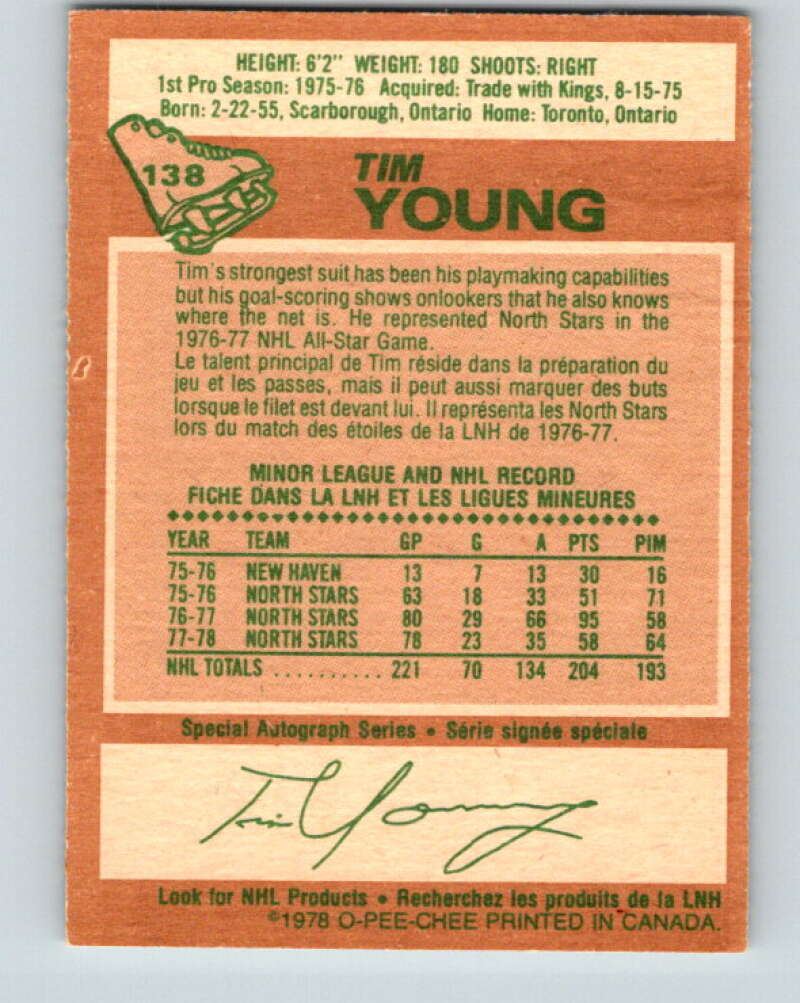 HEIGHT: 6'2" WEIGHT: 180 SHOOTS: RIGHT
1st Pro Season: 1975-76 Acquired: Trade with Kings, 8-15-75
Born: 2-22-55, Scarborough, Ontario Home: Toronto, Ontario
138
TIM
YOUNG
Tim's strongest suit has been his playmaking capabilities
but his goal-scoring shows onlookers that he also knows
where the net is. He represented North Stars in the
1976-77 NHL All-Star Game.
Le talent principal de Tim réside dans la préparation du
jeu et les passes, mais il peut aussi marquer des buts
lorsque le filet est devant lui. Il représenta les North Stars
lors du match des étoiles de la LNH de 1976-77.
MINOR LEAGUE AND NHL RECORD
FICHE DANS LA LNH ET LES LIGUES MINEURES
YEAR TEAM GP G A PTS PIM
75-76 NEW HAVEN 13 7 13 30 16
75-76 NORTH STARS 63 18 33 51 71
76-77 NORTH STARS 80 29 66 95 58
77-78 NORTH STARS 78 23 35 58 64
NHL TOTALS .......... 221 70 134 204 193
Special Autograph Series • Série signée spéciale
Tim Young
Look for NHL Products • Recherchez les produits de la LNH
©1978 O-PEE-CHEE PRINTED IN CANADA.